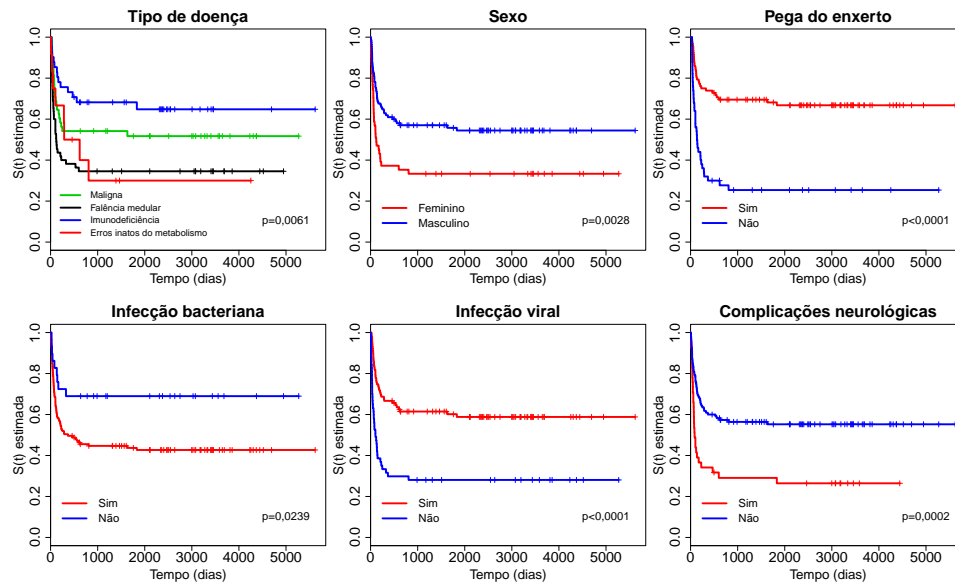 Tipo de doença
S(t) estimada
0.0 0.2 0.4 0.6 0.8 1.0
Maligna
Falência medular
Imunodeficiência
Erros inatos do metabolismo
p=0,0061
0 1000 2000 3000 4000 5000
Tempo (dias)
Sexo
S(t) estimada
0.0 0.2 0.4 0.6 0.8 1.0
Feminino
Masculino
p=0,0028
0 1000 2000 3000 4000 5000
Tempo (dias)
Pega do enxerto
S(t) estimada
0.0 0.2 0.4 0.6 0.8 1.0
Sim
Não
p<0,0001
0 1000 2000 3000 4000 5000
Tempo (dias)
Infecção bacteriana
S(t) estimada
0.0 0.2 0.4 0.6 0.8 1.0
Sim
Não
p=0,0239
0 1000 2000 3000 4000 5000
Tempo (dias)
Infecção viral
S(t) estimada
0.0 0.2 0.4 0.6 0.8 1.0
Sim
Não
p<0,0001
0 1000 2000 3000 4000 5000
Tempo (dias)
Complicações neurológicas
S(t) estimada
0.0 0.2 0.4 0.6 0.8 1.0
Sim
Não
p=0,0002
0 1000 2000 3000 4000 5000
Tempo (dias)